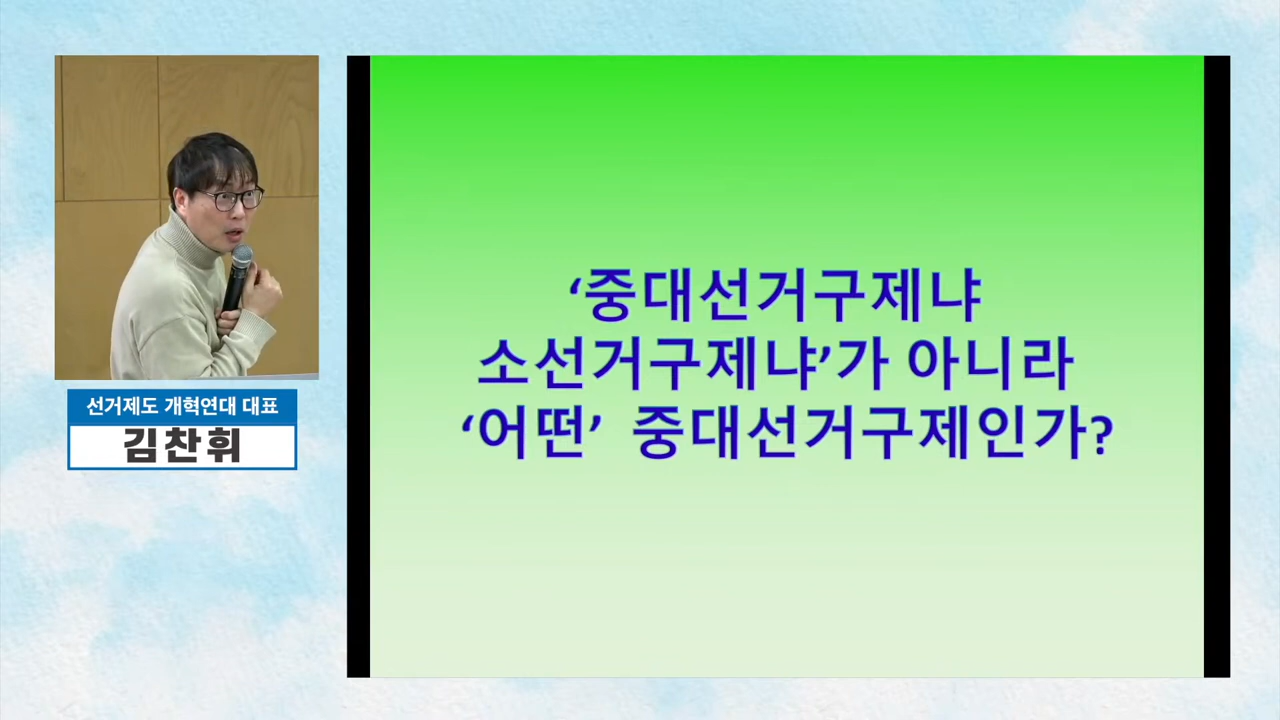 선거제도 개혁연대 대표
김찬휘
‘중대선거구제냐
소선거구제냐’가 아니라
‘어떤’ 중대선거구제인가?